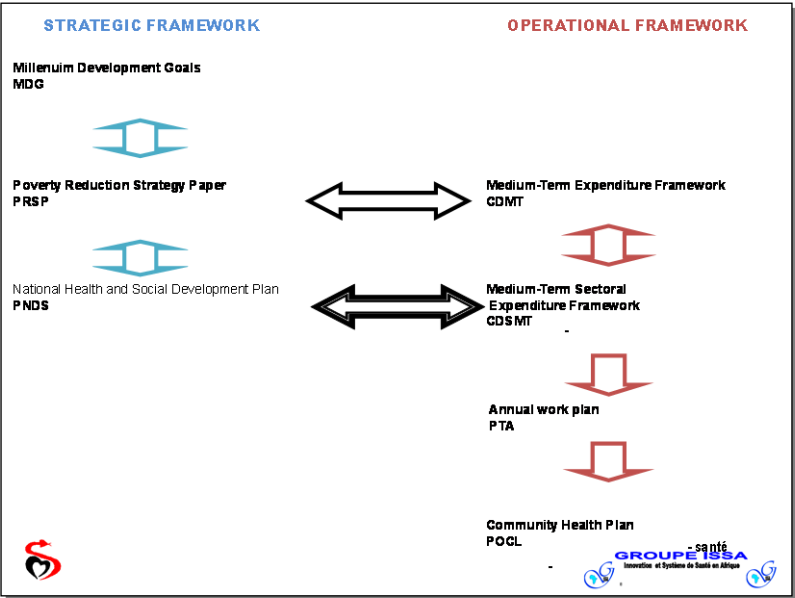 STRATEGIC FRAMEWORK
OPERATIONAL FRAMEWORK
Millenuim Development Goals
MDG
Poverty Reduction Strategy Paper
PRSP
Medium-Term Expenditure Framework
CDMT
National Health and Social Development Plan
PNDS
Medium-Term Sectoral
Expenditure Framework
CDSMT
-
Annual work plan
PTA
Community Health Plan
POCL
- santé
-
GROUPE ISSA
Innovation et Système de Santé en Afrique